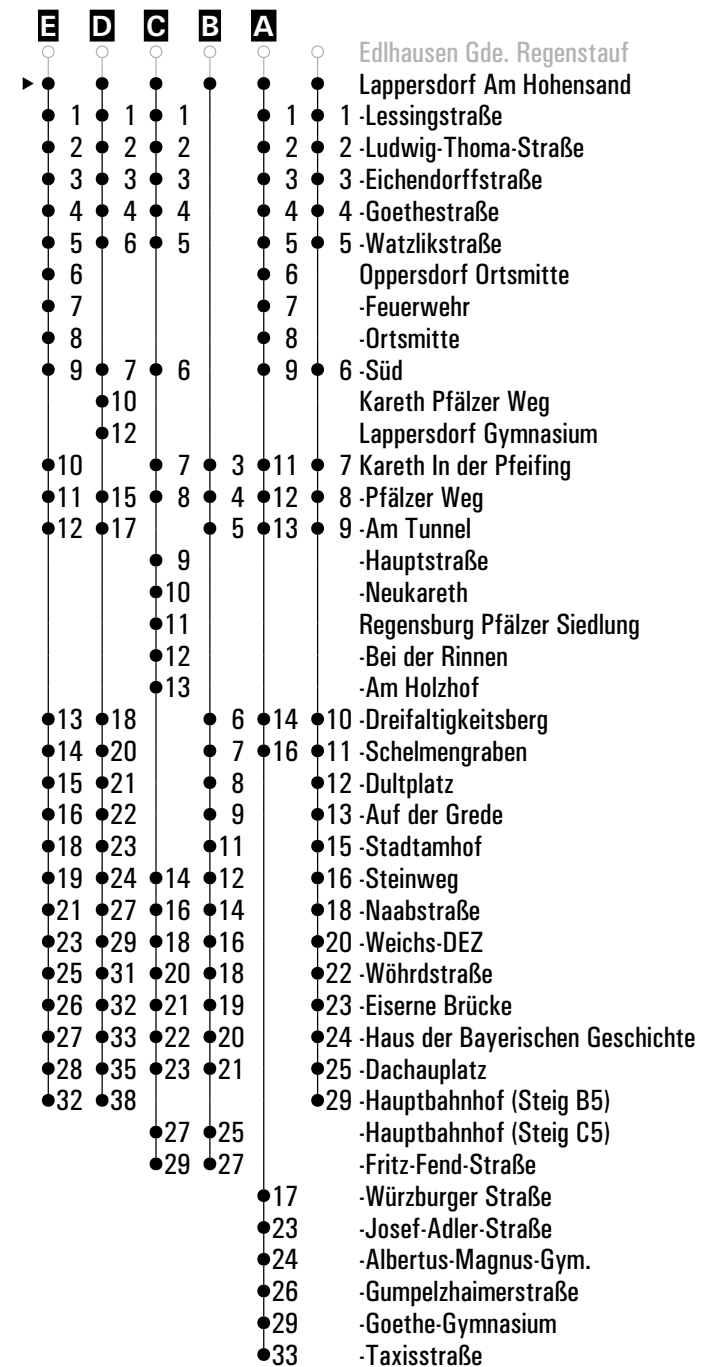 E D C B A
Edlhausen Gde. Regenstauf
Lappersdorf Am Hohensand
1 1 1 1 1 -Lessingstraße
2 2 2 2 2 -Ludwig-Thoma-Straße
3 3 3 3 3 -Eichendorffstraße
4 4 4 4 4 -Goethestraße
5 6 5 5 5 -Watzlikstraße
6 6 Oppersdorf Ortsmitte
7 7 -Feuerwehr
8 8 -Ortsmitte
9 7 6 9 6 -Süd
10 Kareth Pfälzer Weg
12 Lappersdorf Gymnasium
10 7 3 11 7 Kareth In der Pfeifing
11 15 8 4 12 8 -Pfälzer Weg
12 17 5 13 9 -Am Tunnel
9 -Hauptstraße
10 -Neukareth
11 Regensburg Pfälzer Siedlung
12 -Bei der Rinnen
13 -Am Holzhof
13 18 6 14 10 -Dreifaltigkeitsberg
14 20 7 16 11 -Schelmengraben
15 21 8 12 -Dultplatz
16 22 9 13 -Auf der Grede
18 23 11 15 -Stadtamhof
19 24 14 12 16 -Steinweg
21 27 16 14 18 -Naabstraße
23 29 18 16 20 -Weichs-DEZ
25 31 20 18 22 -Wöhrdstraße
26 32 21 19 23 -Eiserne Brücke
27 33 22 20 24 -Haus der Bayerischen Geschichte
28 35 23 21 25 -Dachauplatz
32 38 29 -Hauptbahnhof (Steig B5)
27 25 -Hauptbahnhof (Steig C5)
29 27 -Fritz-Fend-Straße
17 -Würzburger Straße
23 -Josef-Adler-Straße
24 -Albertus-Magnus-Gym.
26 -Gumpelzhaimerstraße
29 -Goethe-Gymnasium
33 -Taxisstraße